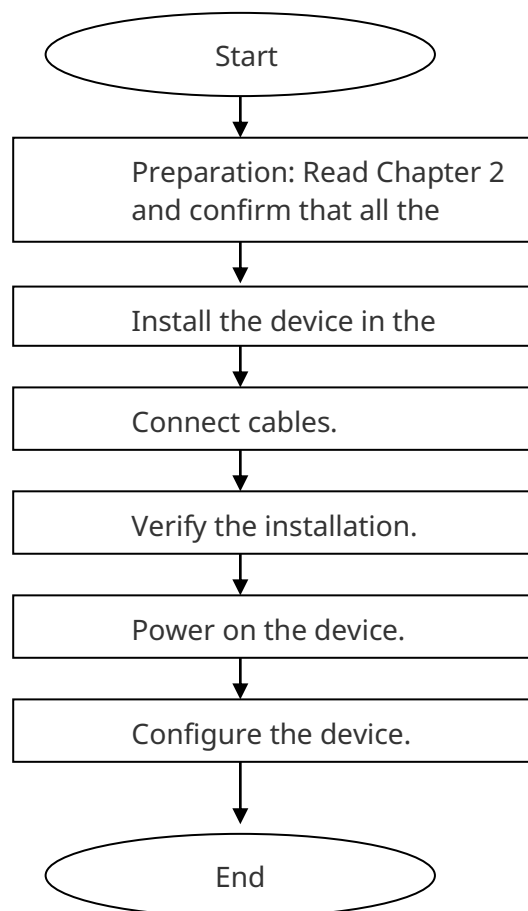 Start
Preparation: Read Chapter 2
and confirm that all the
Install the device in the
Connect cables.
Verify the installation.
Power on the device.
Configure the device.
End